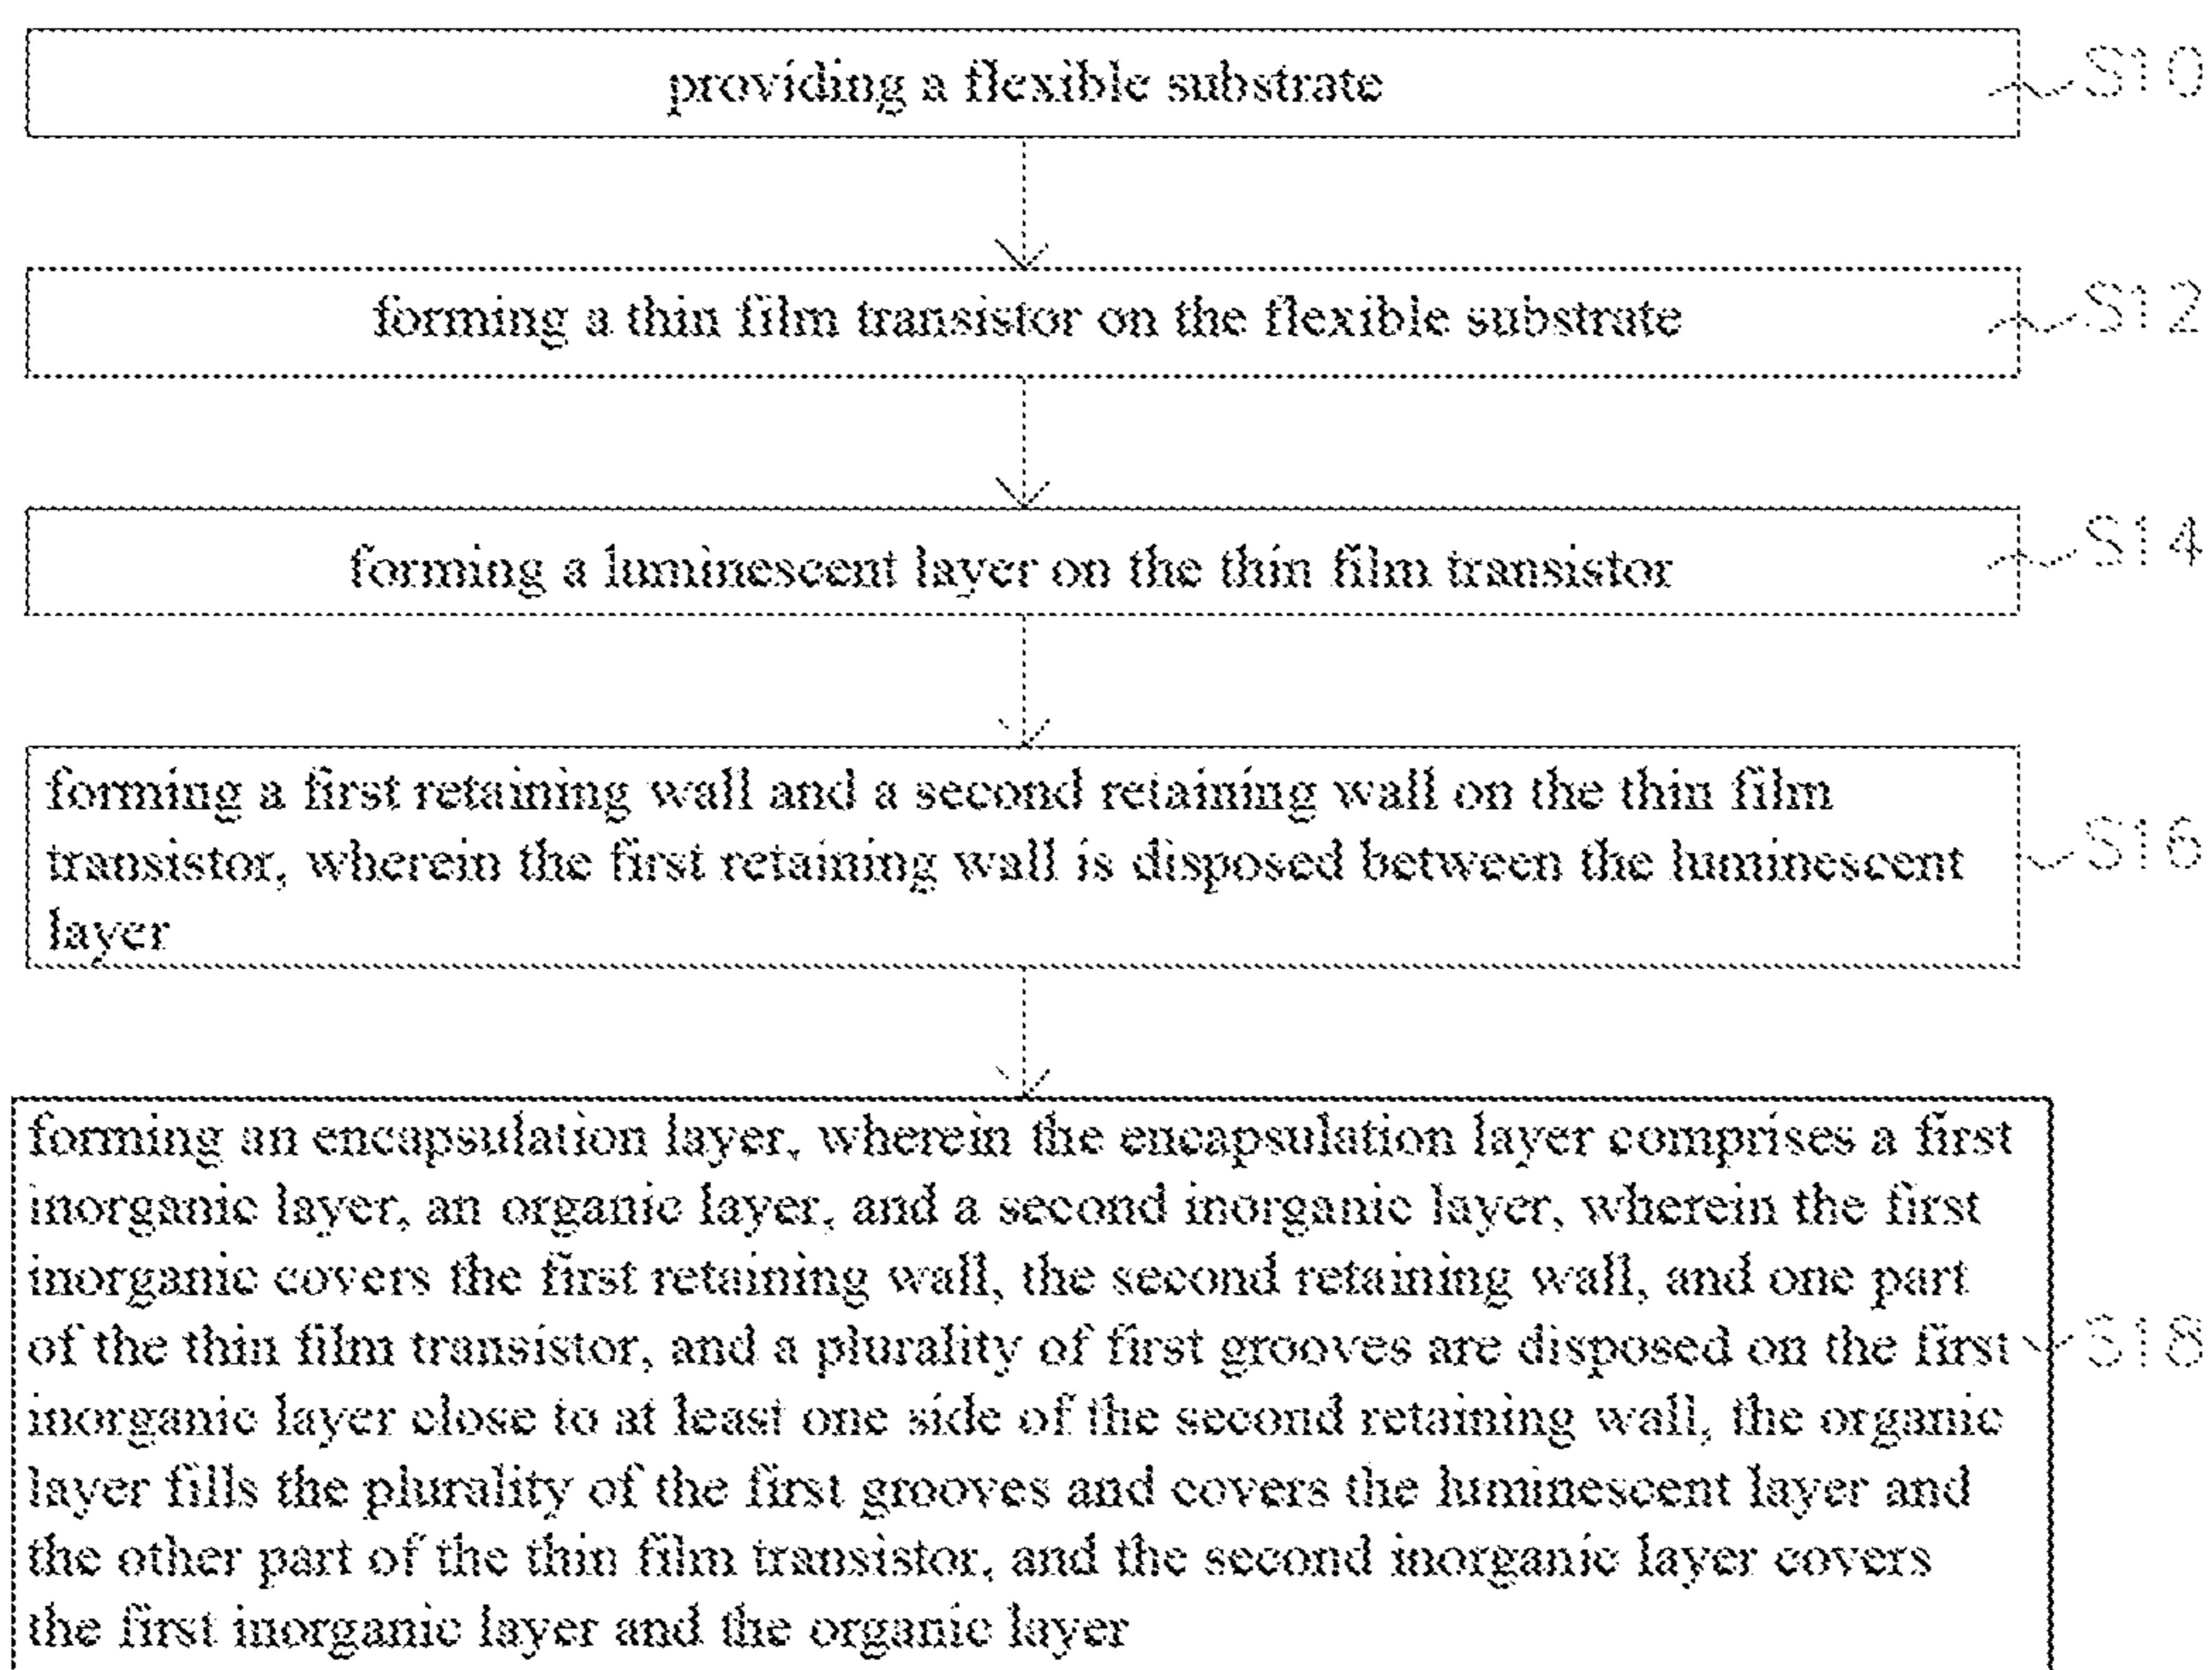 providing a flexible substrate
S10
forming a thin film transistor on the flexible substrate
S12
forming a luminescent layer on the thin film transistor
S14
forming a first retaining wall and a second retaining wall on the thin film
transistor, wherein the first retaining wall is disposed between the luminescent
layer
S16
forming an encapsulation layer, wherein the encapsulation layer comprises a first
inorganic layer, an organic layer, and a second inorganic layer, wherein the first
inorganic covers the first retaining wall, the second retaining wall, and one part
of the thin film transistor, and a plurality of first grooves are disposed on the first
inorganic layer close to at least one side of the second retaining wall, the organic
layer fills the plurality of the first grooves and covers the luminescent layer and
the other part of the thin film transistor, and the second inorganic layer covers
the first inorganic layer and the organic layer
S18